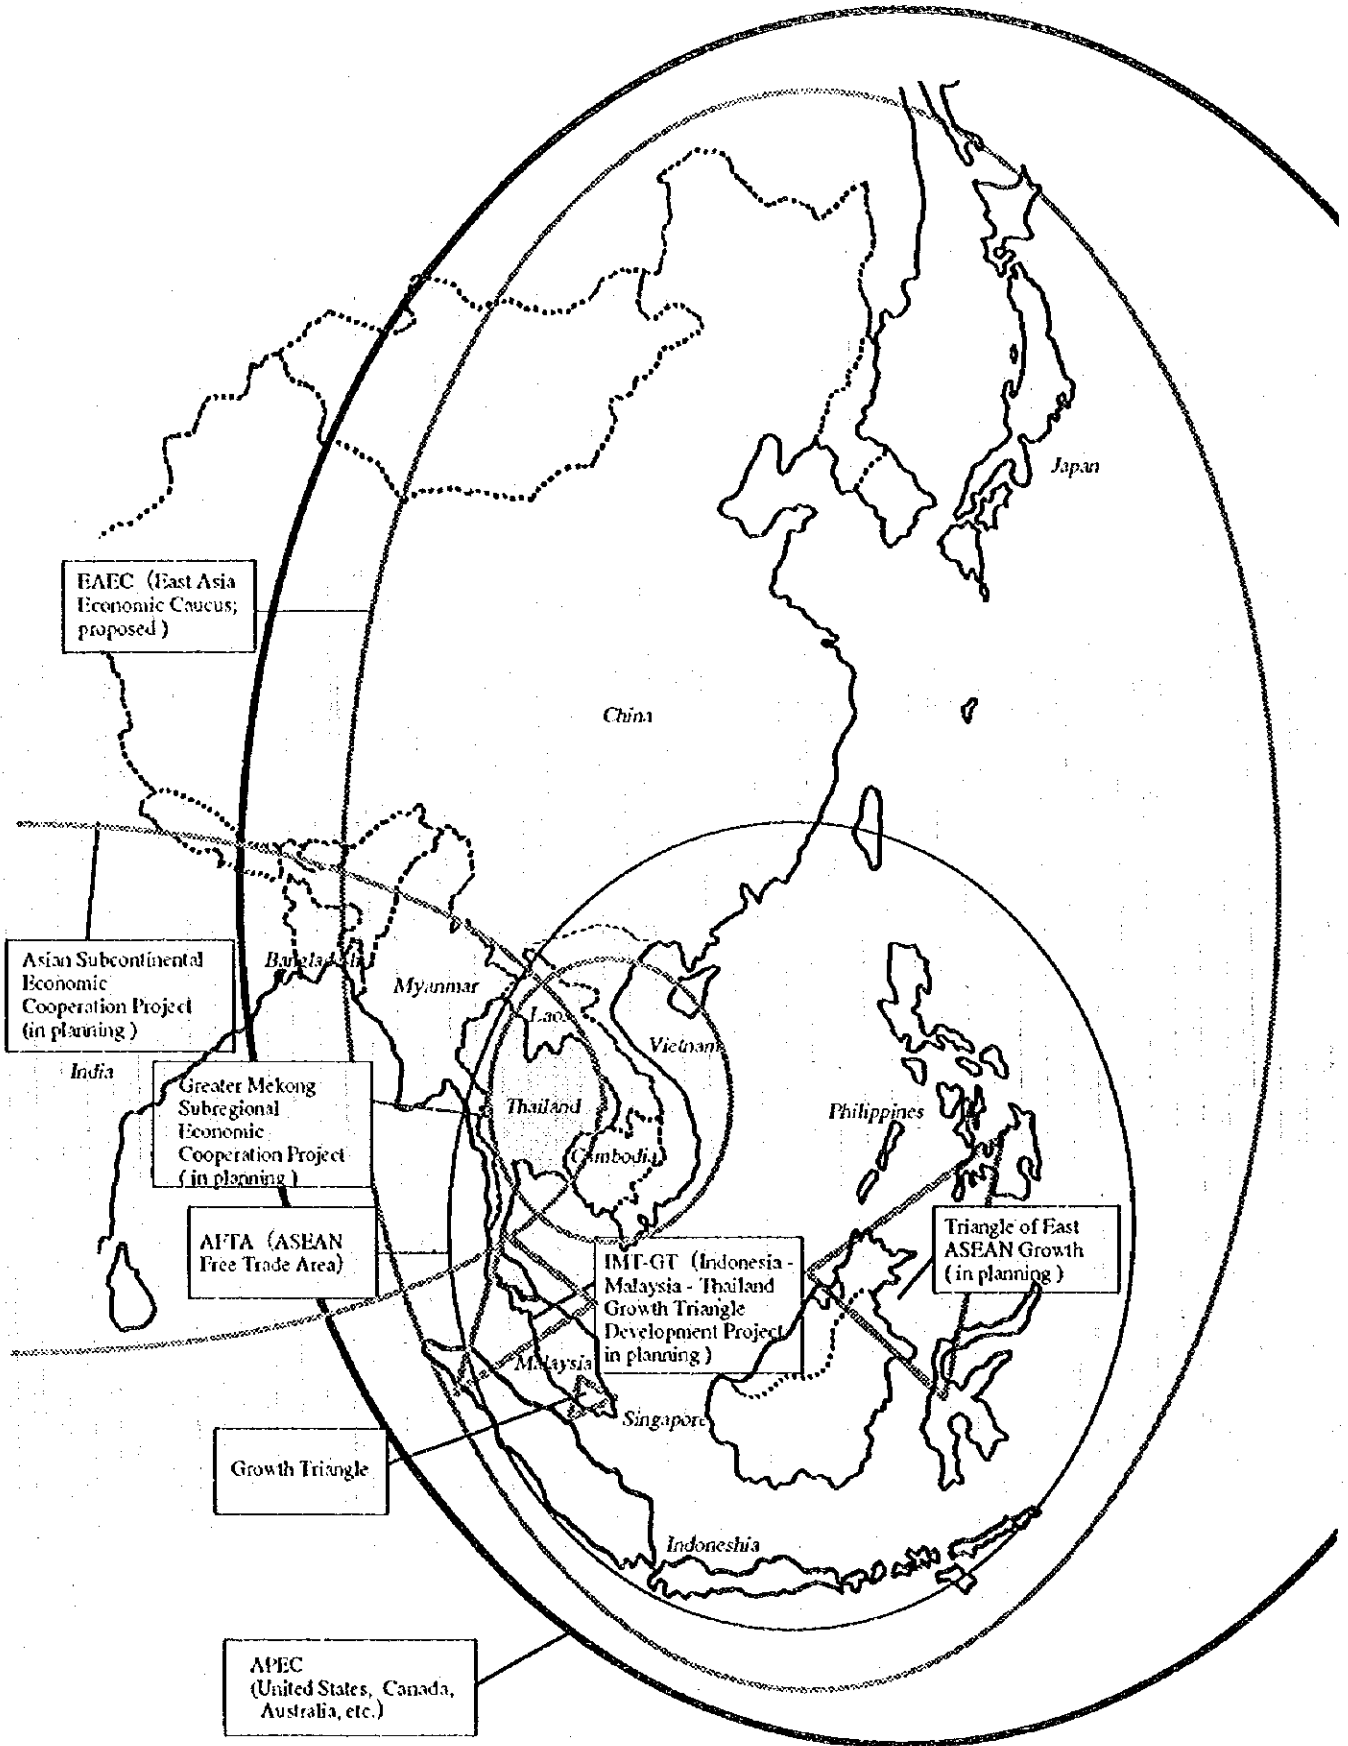 Japan
EAEC (East Asia
Economic Caucus;
proposed )
China
Asian Subcontinental
Economic
Cooperation Project
(in planning )
Bangladesh
Myanmar
Laos
Vietnam
India
Greater Mekong
Subregional
Economic
Cooperation Project
( in planning )
Thailand
Cambodia
Philippines
AFTA (ASEAN
Free Trade Area)
IMT-GT (Indonesia -
Malaysia - Thailand
Growth Triangle
Development Project
in planning )
Triangle of East
ASEAN Growth
(in planning )
Malaysia
Singapore
Growth Triangle
Indoneshia
APEC
(United States, Canada,
Australia, etc.)